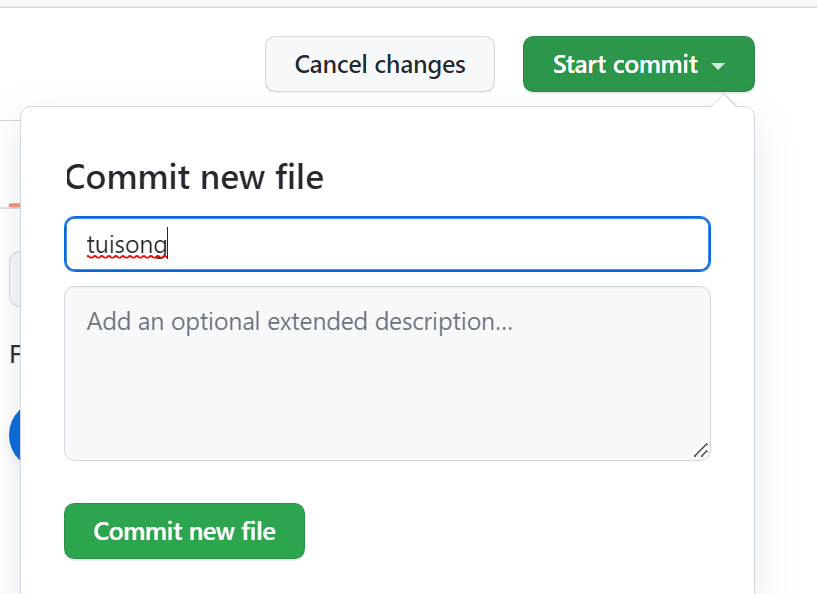 Cancel changes
Start commit
Commit new file
tuisong
Add an optional extended description...
F
Commit new file